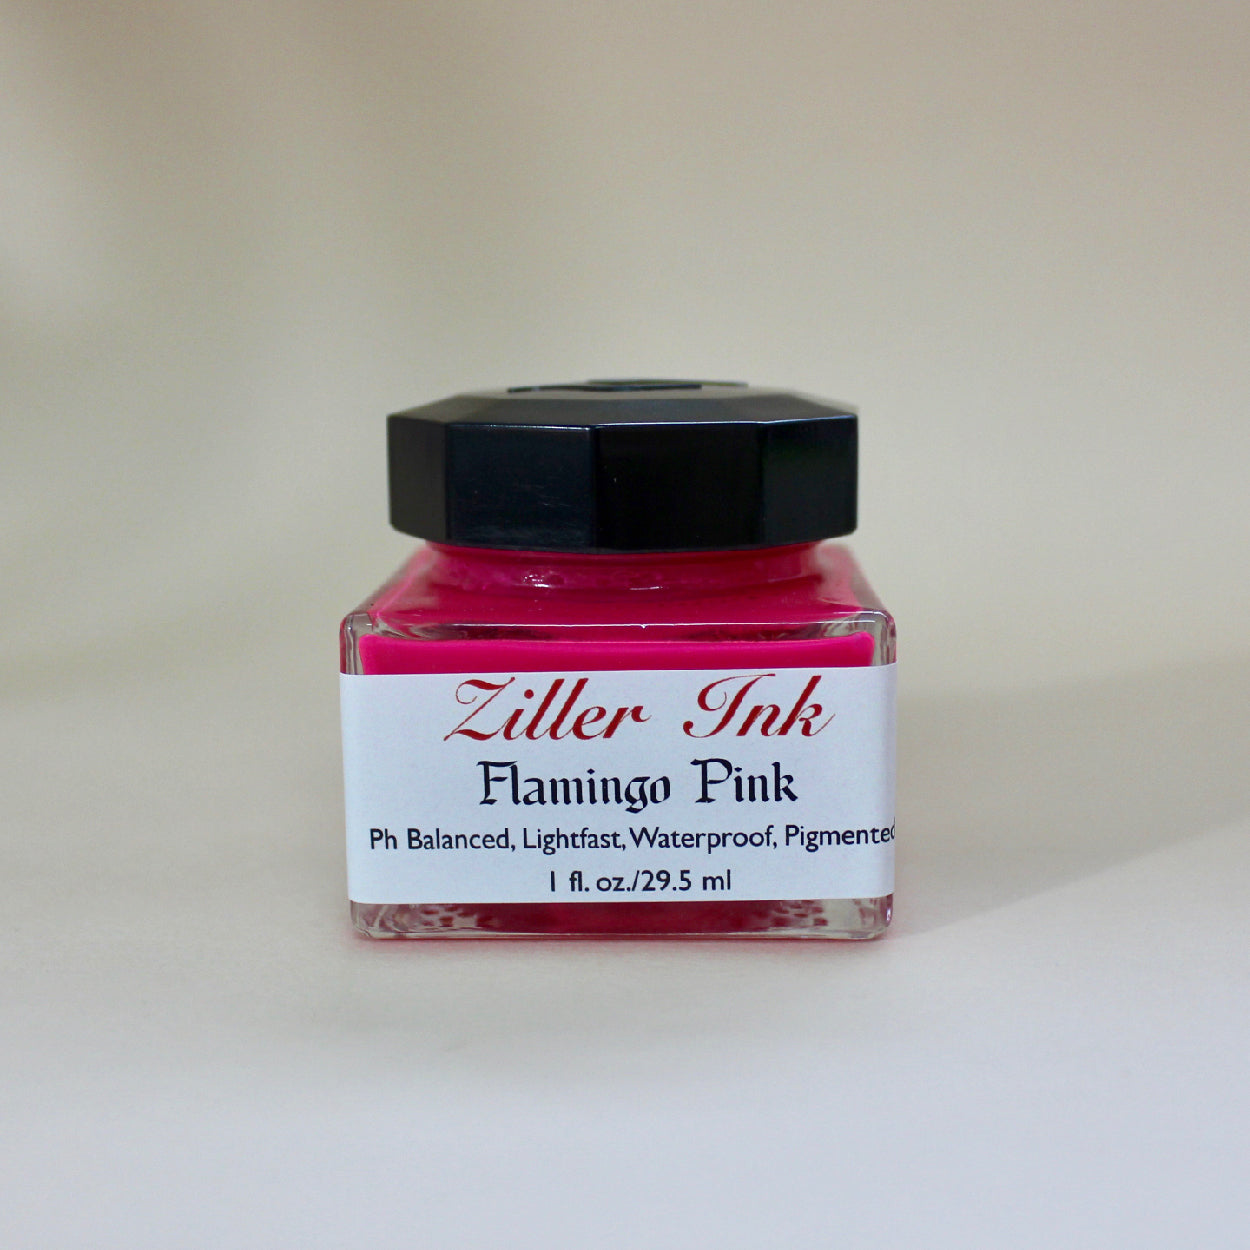 Ziller Ink
Flamingo Pink
Ph Balanced, Lightfast, Waterproof, Pigmented
1 fl. oz./29.5 ml